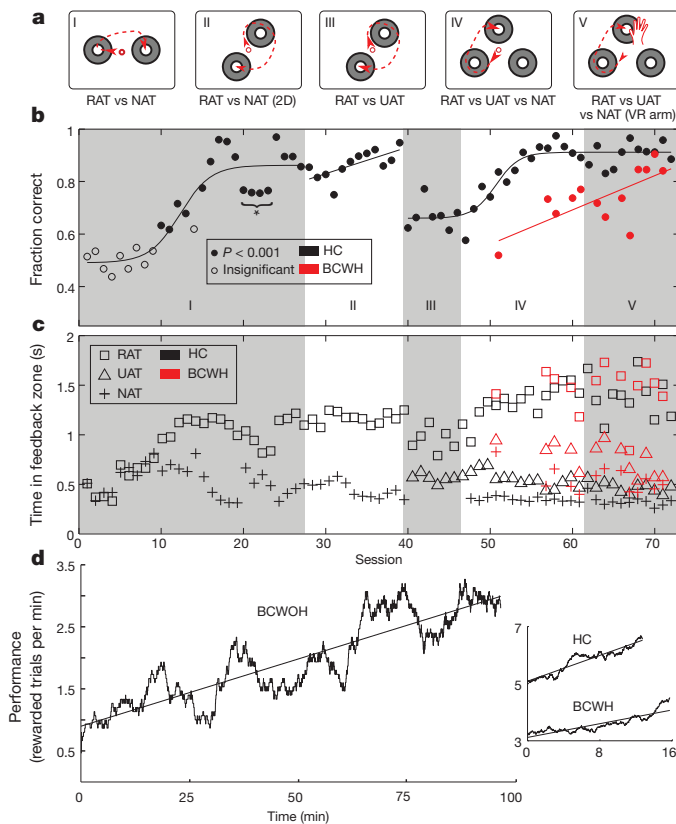 a
I
II
III
IV
V
RAT vs NAT
RAT vs NAT (2D)
RAT vs UAT
RAT vs UAT vs NAT
RAT vs UAT
vs NAT (VR arm)
b
Fraction correct
1
0.8
0.6
0.4
*
P < 0.001
Insignificant
HC
BCWH
I
II
III
IV
V
c
Time in feedback zone (s)
2
1.5
1.0
0.5
0
RAT
UAT
NAT
HC
BCWH
0
10
20
30
40
50
60
70
Session
d
Performance
(rewarded trials per min)
3.5
2.5
1.5
0.5
BCWOH
0
25
50
75
100
Time (min)
7
5
3
HC
BCWH
0
8
16